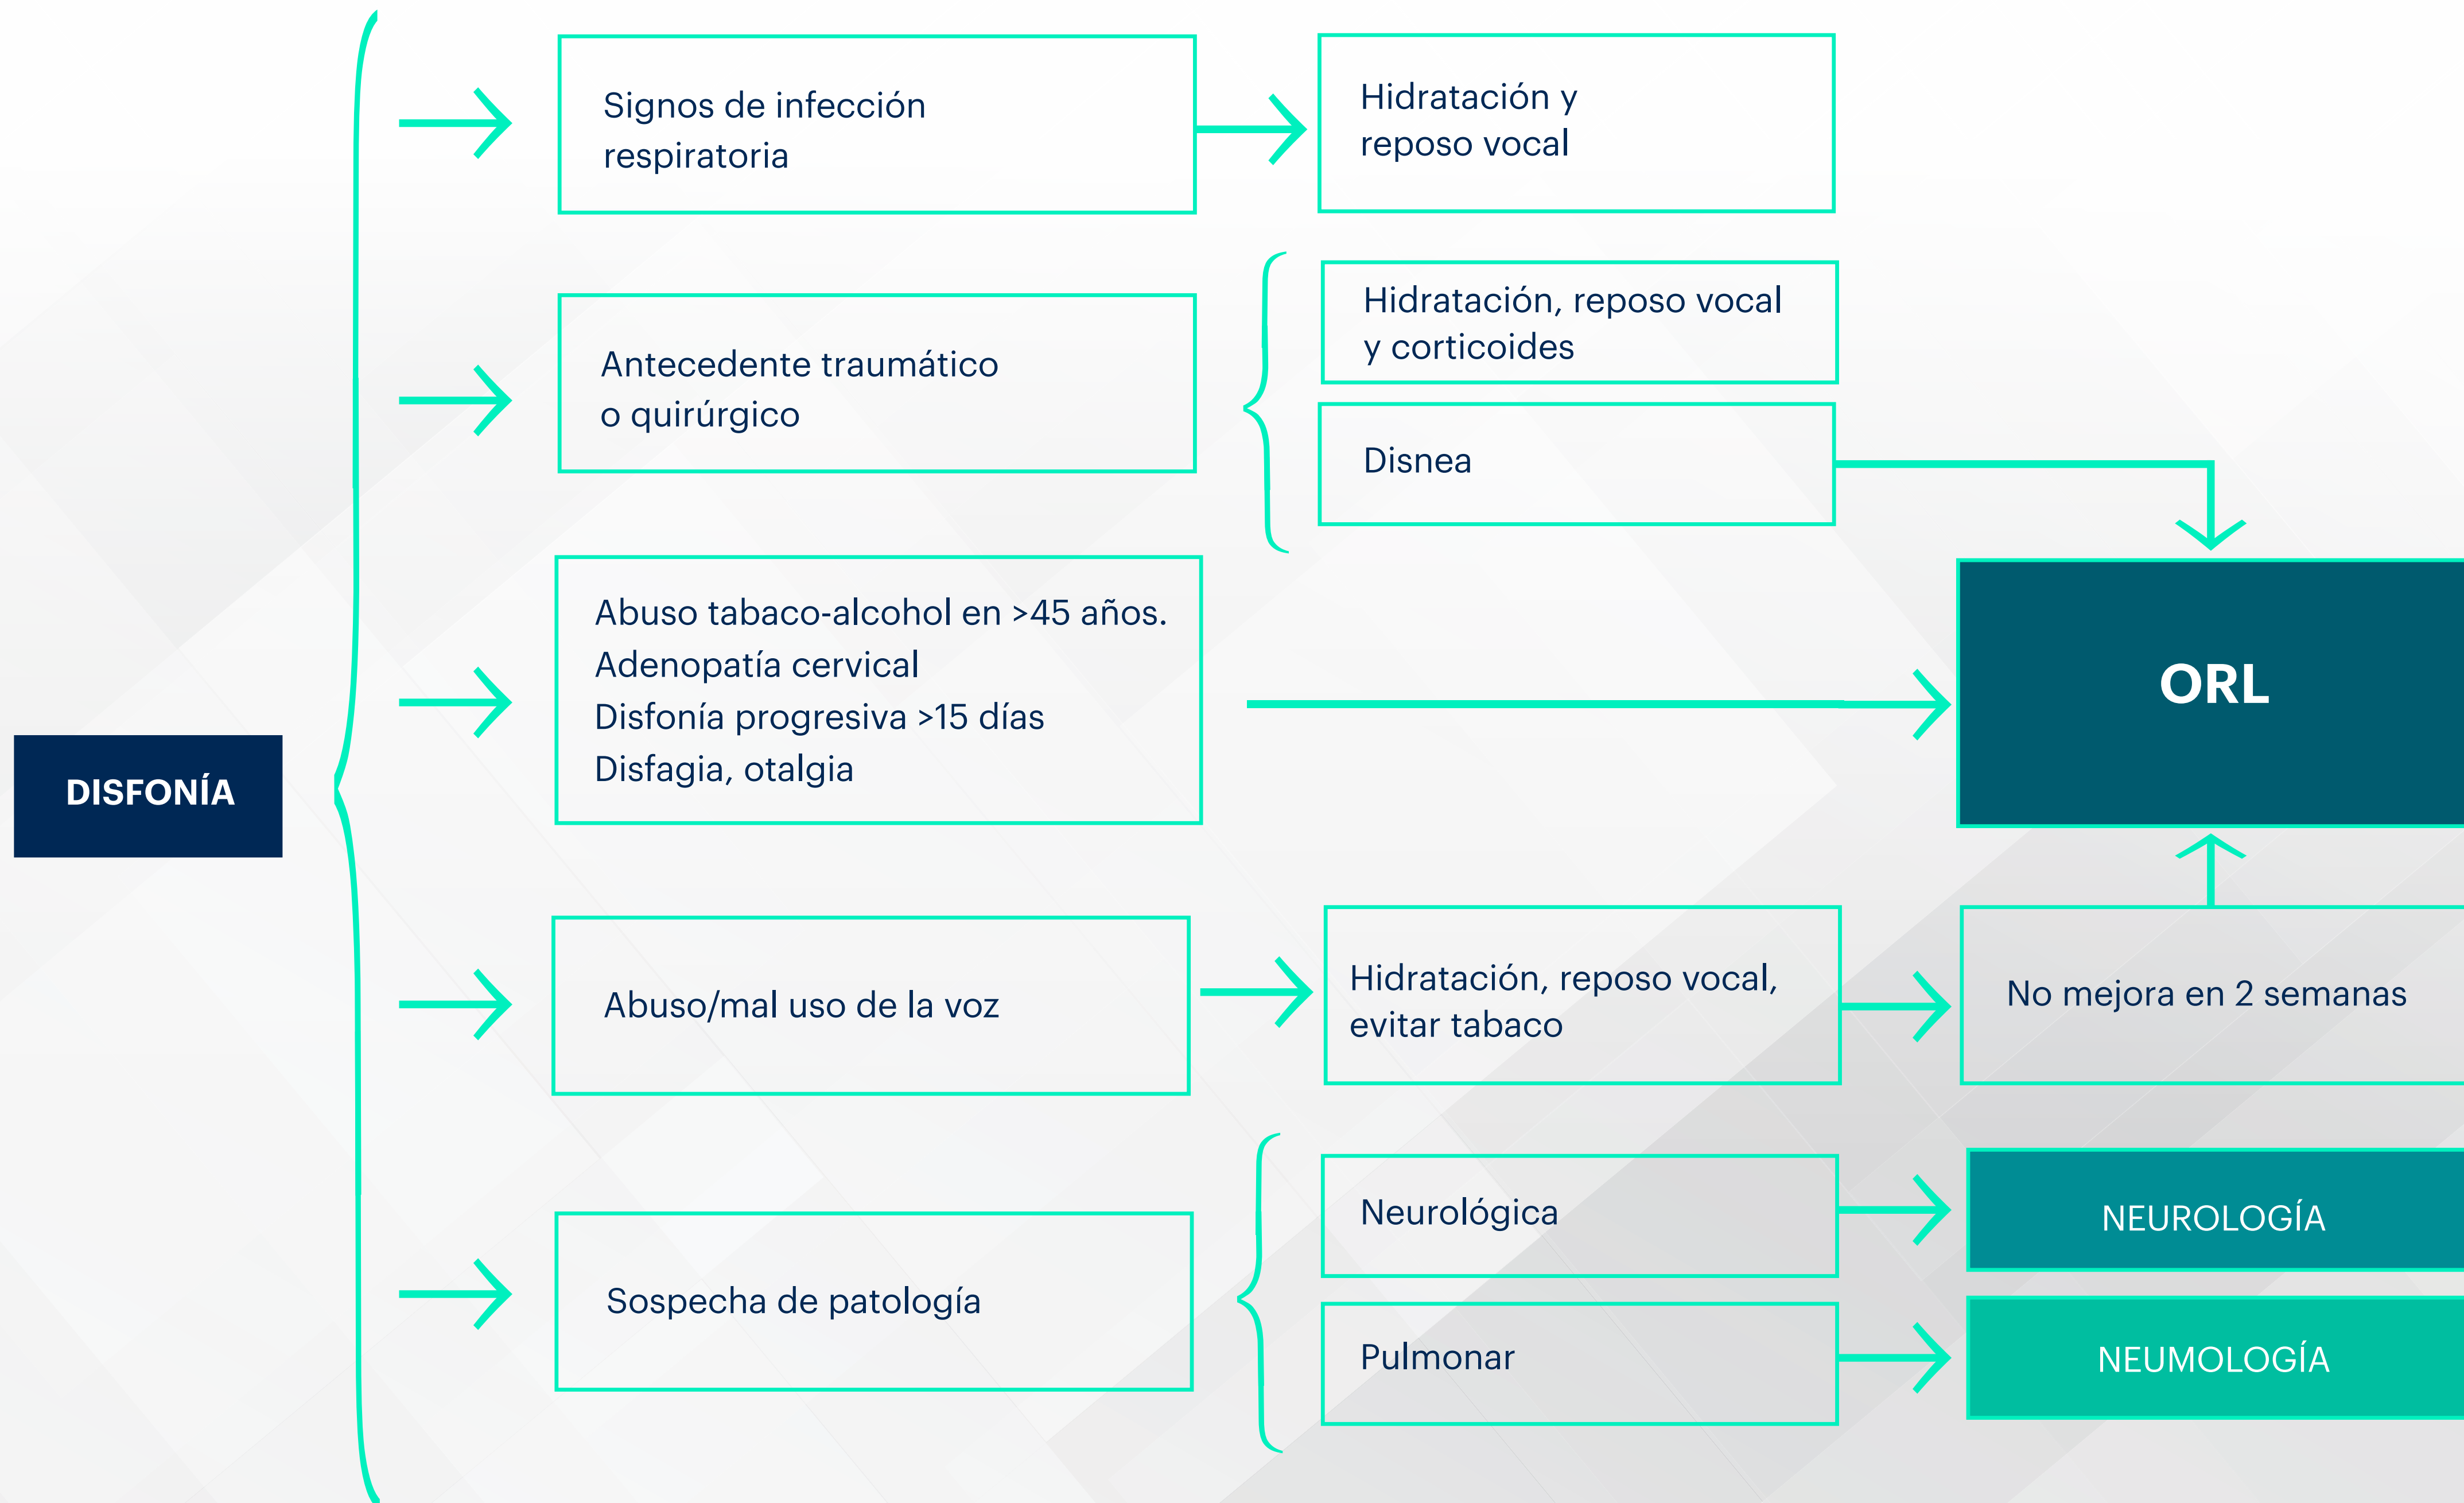 DISFONÍA
Signos de infección
respiratoria
Hidratación y
reposo vocal
Antecedente traumático
o quirúrgico
Hidratación, reposo vocal
y corticoides
Disnea
Abuso tabaco-alcohol en >45 años.
Adenopatía cervical
Disfonía progresiva >15 días
Disfagia, otalgia
ORL
Abuso/mal uso de la voz
Hidratación, reposo vocal,
evitar tabaco
No mejora en 2 semanas
Sospecha de patología
Neurológica
NEUROLOGÍA
Pulmonar
NEUMOLOGÍA